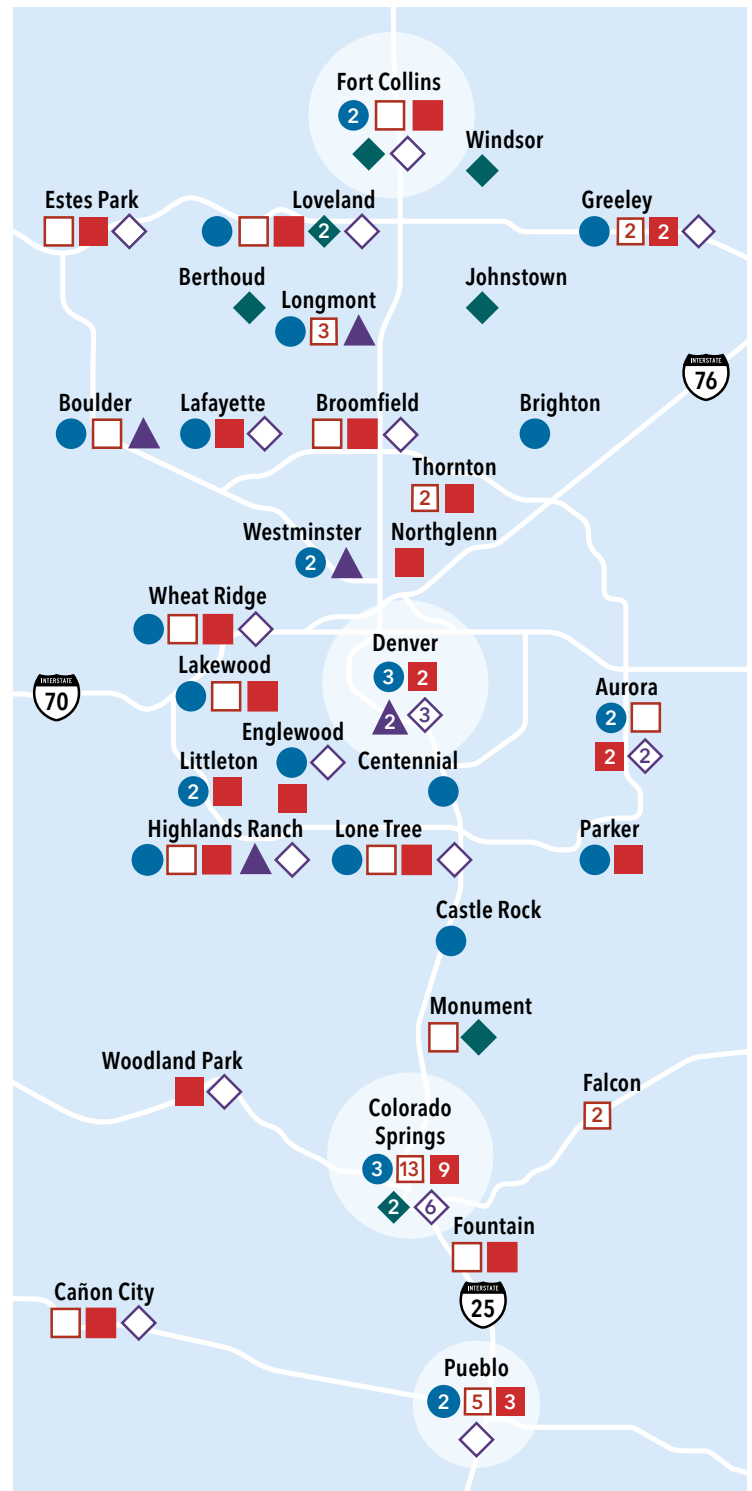 Fort Collins
2
Windsor
Estes Park
Loveland
2
Greeley
2 2
Berthoud
Johnstown
Longmont
3
INTERSTATE
76
Boulder
Lafayette
Broomfield
Brighton
Thornton
2
Westminster
2
Northglenn
Wheat Ridge
Denver
3 2
2 3
Lakewood
INTERSTATE
70
Aurora
2
2 2
Englewood
Littleton
2
Centennial
Highlands Ranch
Lone Tree
Parker
Castle Rock
Monument
Woodland Park
Falcon
2
Colorado
Springs
3 13 9
2 6
Fountain
INTERSTATE
25
Cañon City
Pueblo
2 5 3